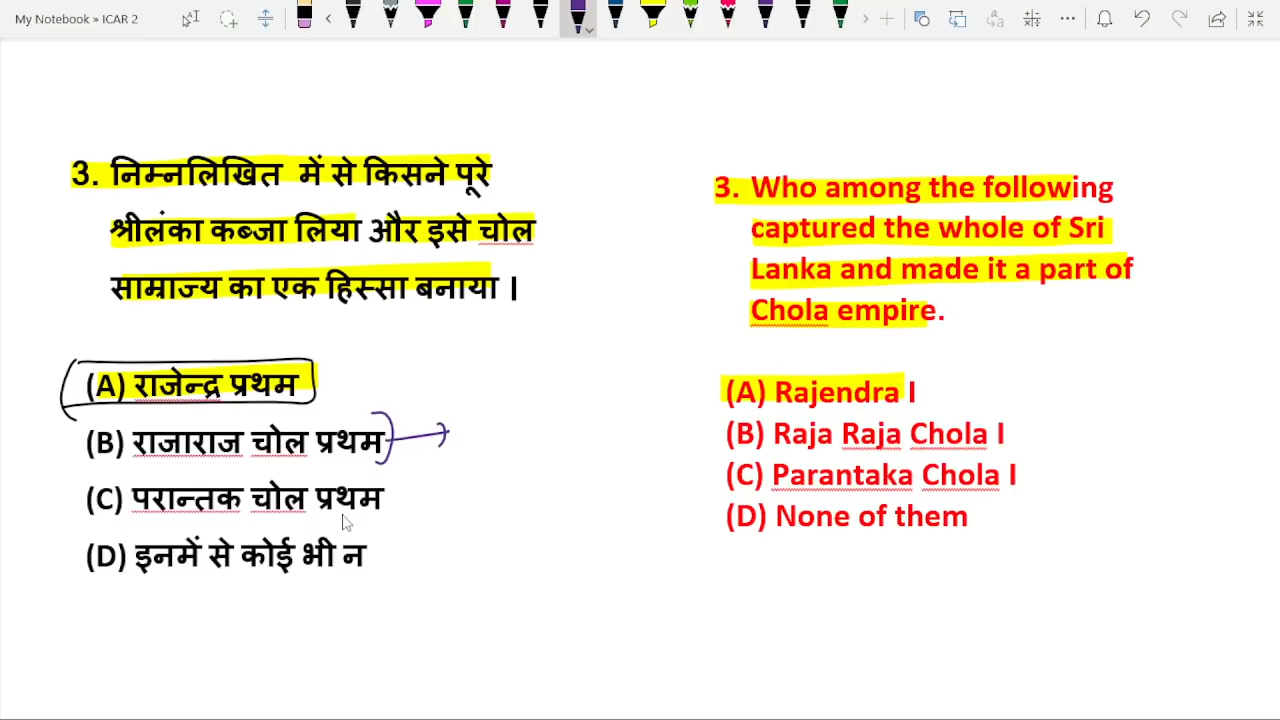 My Notebook » ICAR 2
3. निम्नलिखित में से किसने पूरे
श्रीलंका कब्जा लिया और इसे चोल
साम्राज्य का एक हिस्सा बनाया ।
(A) राजेन्द्र प्रथम
(B) राजाराज चोल प्रथम
(C) परान्तक चोल प्रथम
(D) इनमें से कोई भी न
3. Who among the following
captured the whole of Sri
Lanka and made it a part of
Chola empire.
(A) Rajendra I
(B) Raja Raja Chola I
(C) Parantaka Chola I
(D) None of them